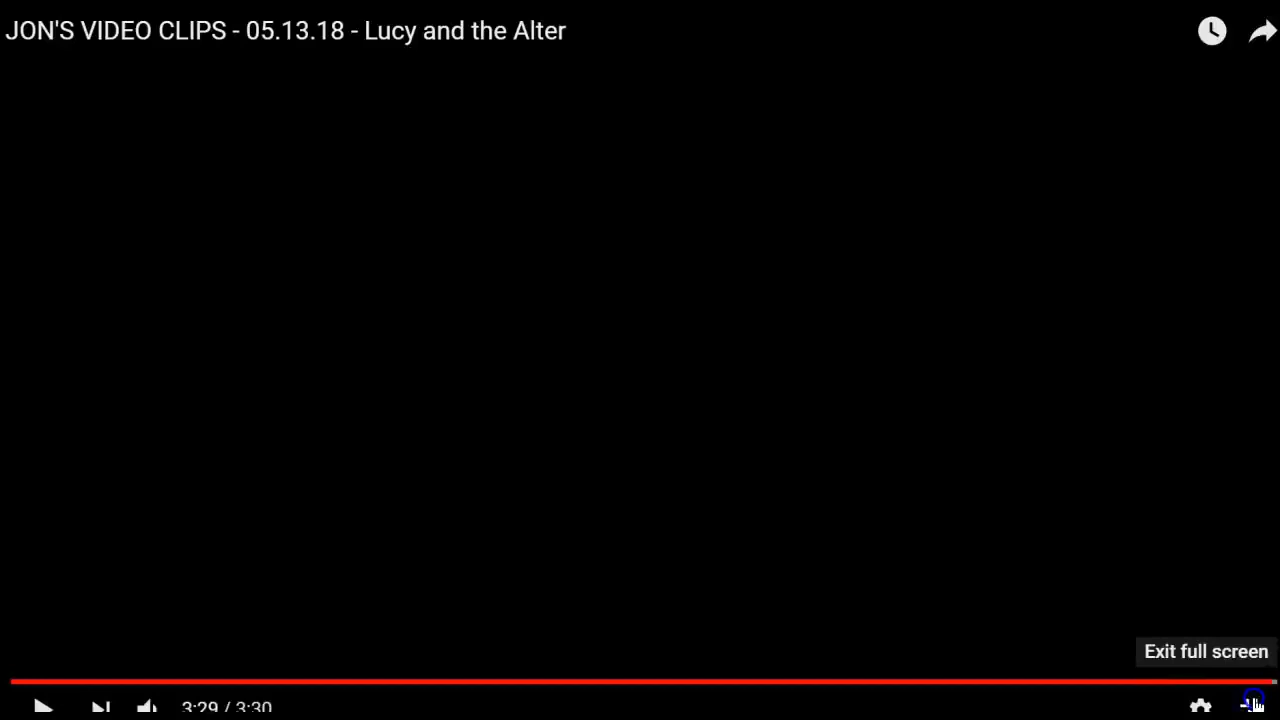 JON'S VIDEO CLIPS - 05.13.18 - Lucy and the Alter
Exit full screen
3:29 / 3:30